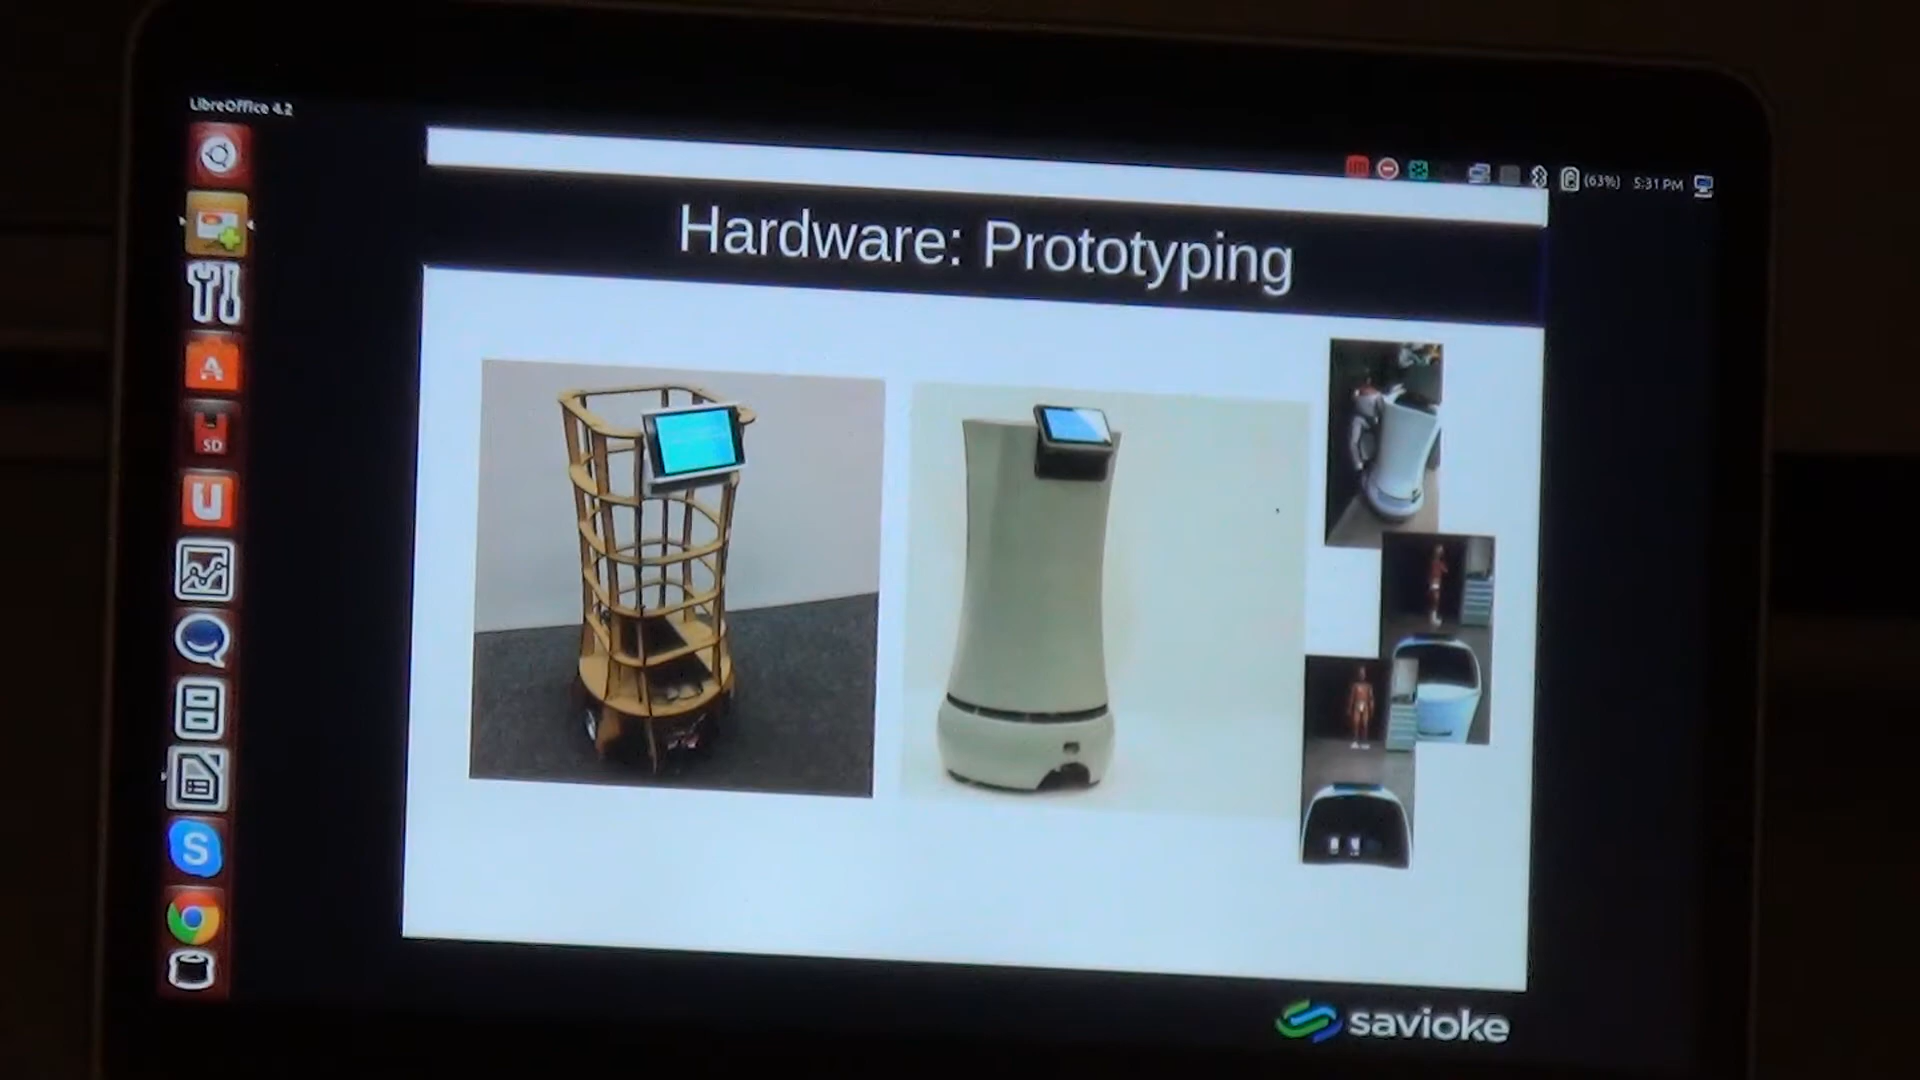 LibreOffice 4.2
(63%) 5:31 PM
Hardware: Prototyping
A
SD
U
S
savioke